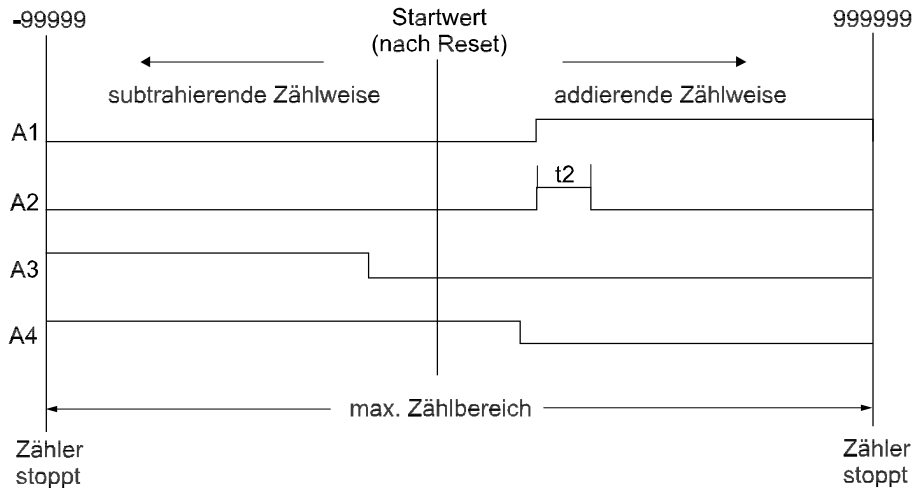 -99999
Startwert
(nach Reset)
999999
subtrahierende Zählweise
addierende Zählweise
A1
t2
A2
A3
A4
max. Zählbereich
Zähler
stoppt
Zähler
stoppt